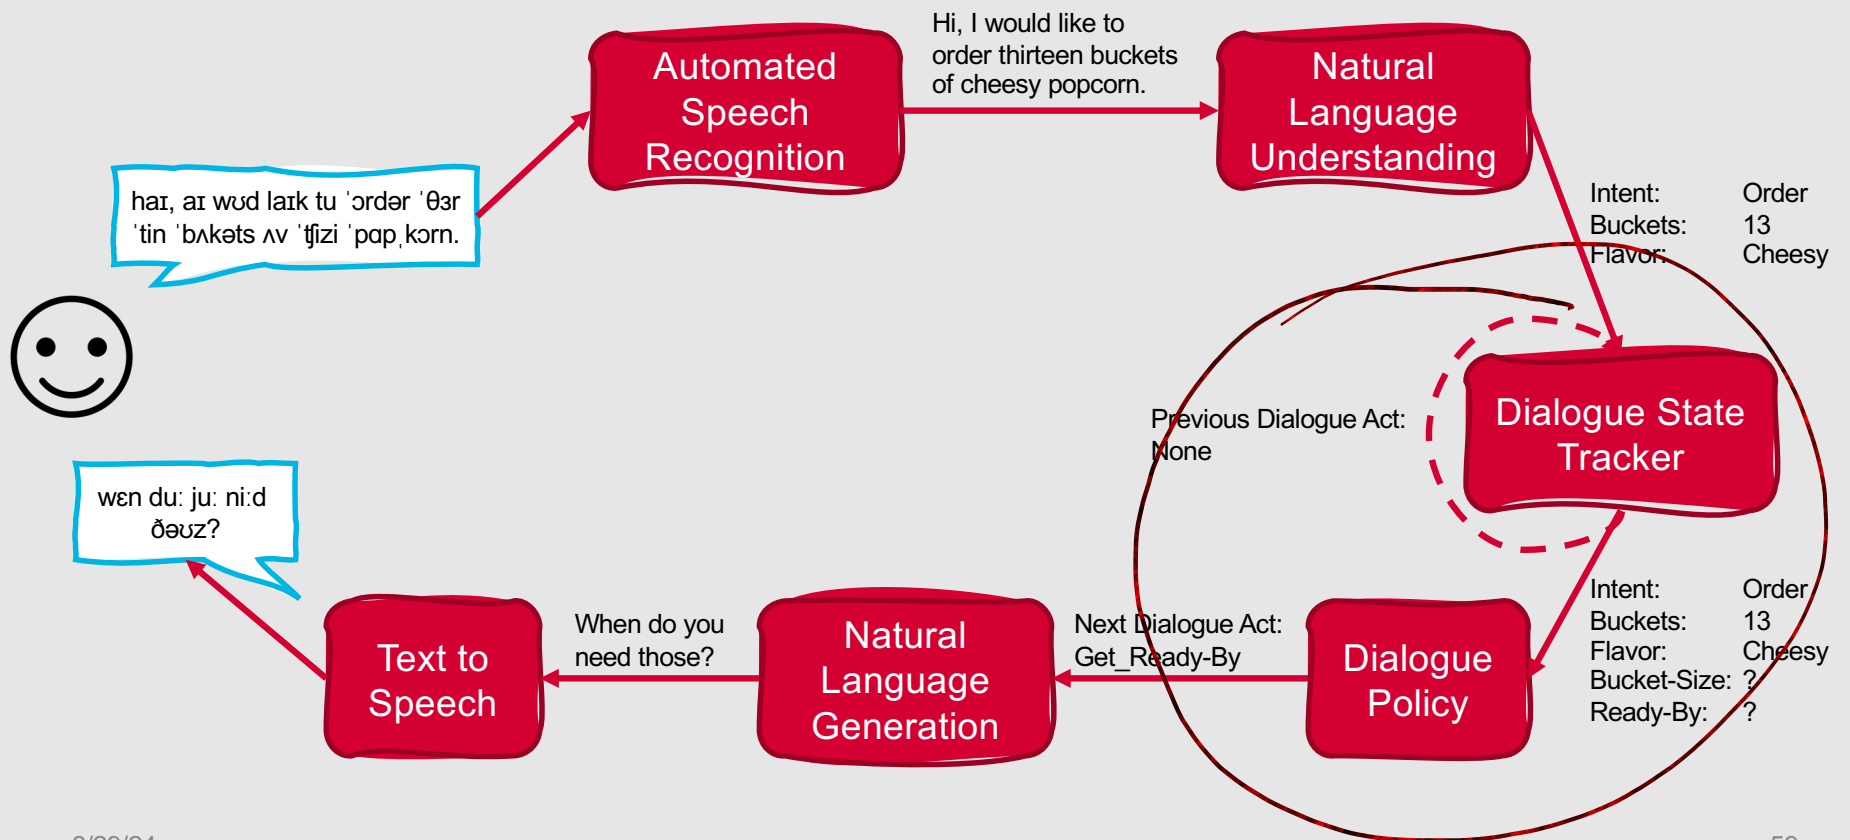 Hi, I would like to
order thirteen buckets
of cheesy popcorn.
Automated
Speech
Recognition
Natural
Language
Understanding
haɪ, aɪ wʊd laɪk tu ˈɔrdər ˈθɜr
ˈtin ˈbʌkəts ʌv ˈʧizi ˈpɑpˌkɔrn.
Intent: Order
Buckets: 13
Flavor: Cheesy
Previous Dialogue Act:
None
Dialogue State
Tracker
wɛn duː juː niːd
ðəʊz?
Intent: Order
Buckets: 13
Flavor: Cheesy
Bucket-Size: ?
Ready-By: ?
Dialogue
Policy
Next Dialogue Act:
Get_Ready-By
Natural
Language
Generation
When do you
need those?
Text to
Speech